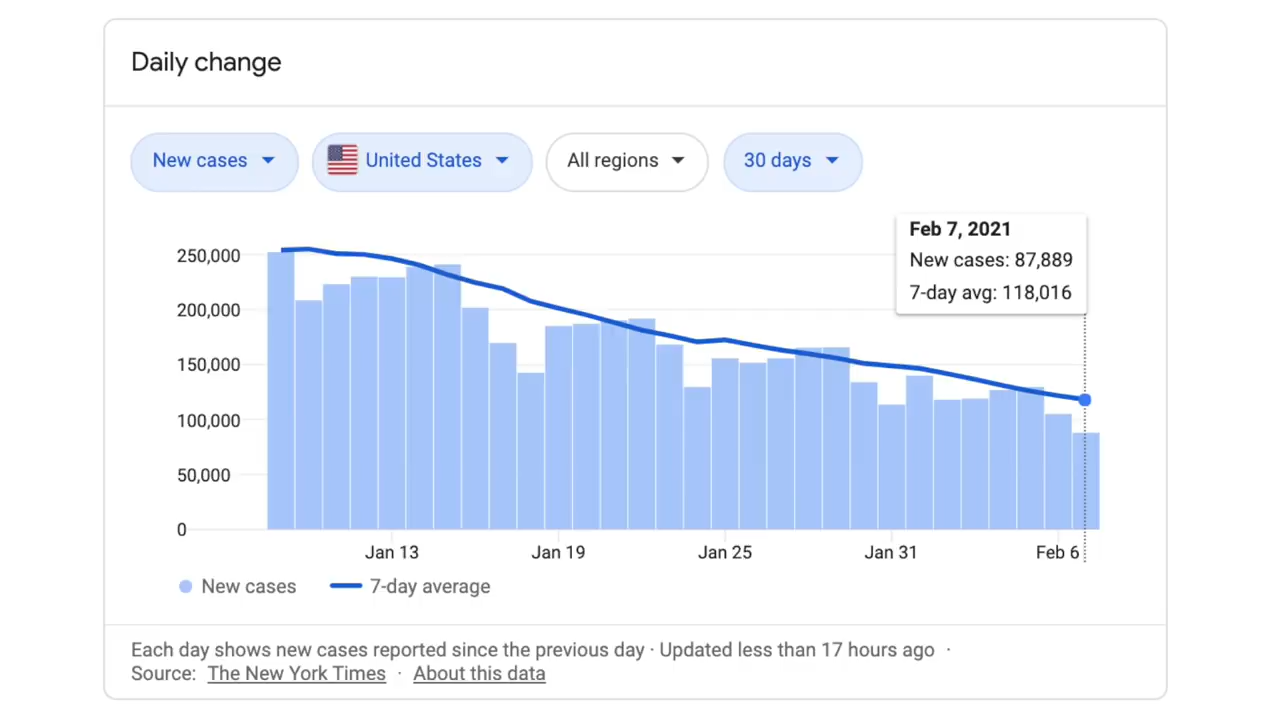 Daily change
New cases
United States
All regions
30 days
Feb 7, 2021
New cases: 87,889
7-day avg: 118,016
250,000
200,000
150,000
100,000
50,000
0
Jan 13
Jan 19
Jan 25
Jan 31
Feb 6
New cases
7-day average
Each day shows new cases reported since the previous day · Updated less than 17 hours ago ·
Source: The New York Times · About this data